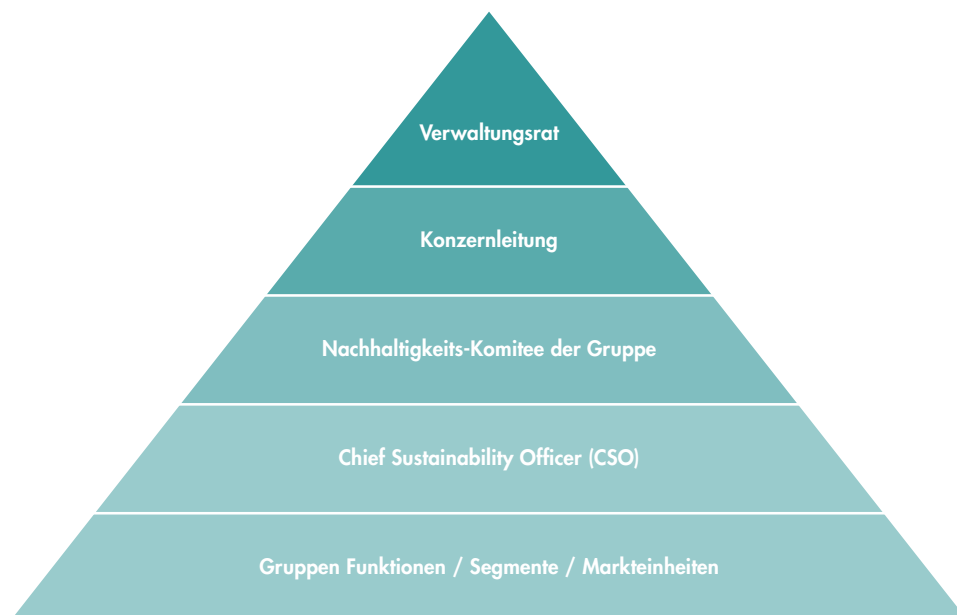 Verwaltungsrat
Konzernleitung
Nachhaltigkeits-Komitee der Gruppe
Chief Sustainability Officer (CSO)
Gruppen Funktionen / Segmente / Markteinheiten